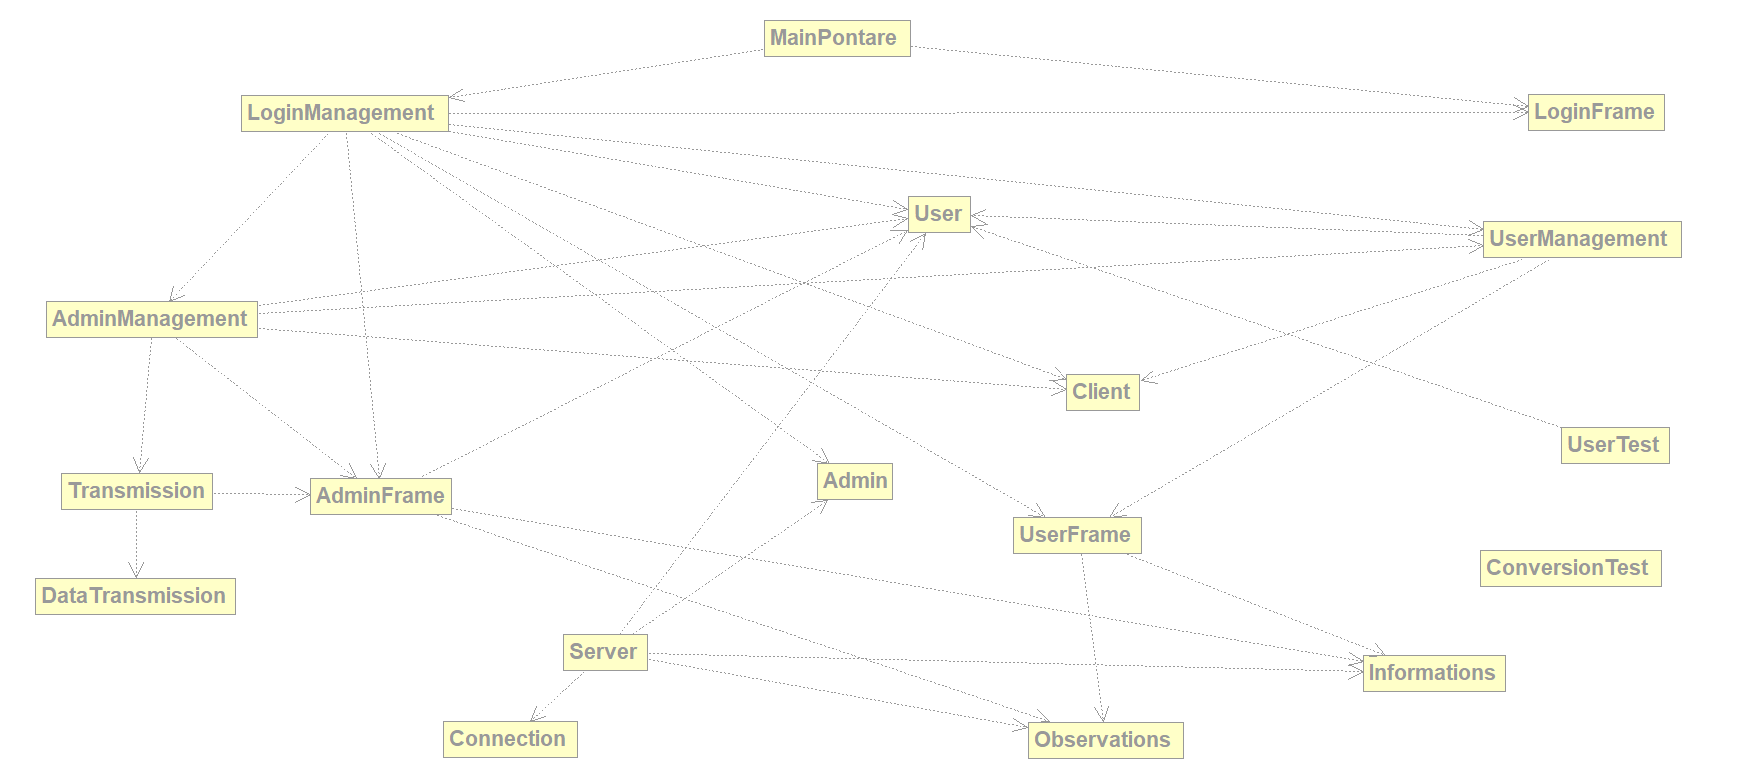 MainPontare
LoginManagement
LoginFrame
User
UserManagement
AdminManagement
Client
UserTest
Transmission
AdminFrame
Admin
UserFrame
ConversionTest
DataTransmission
Server
Informations
Connection
Observations